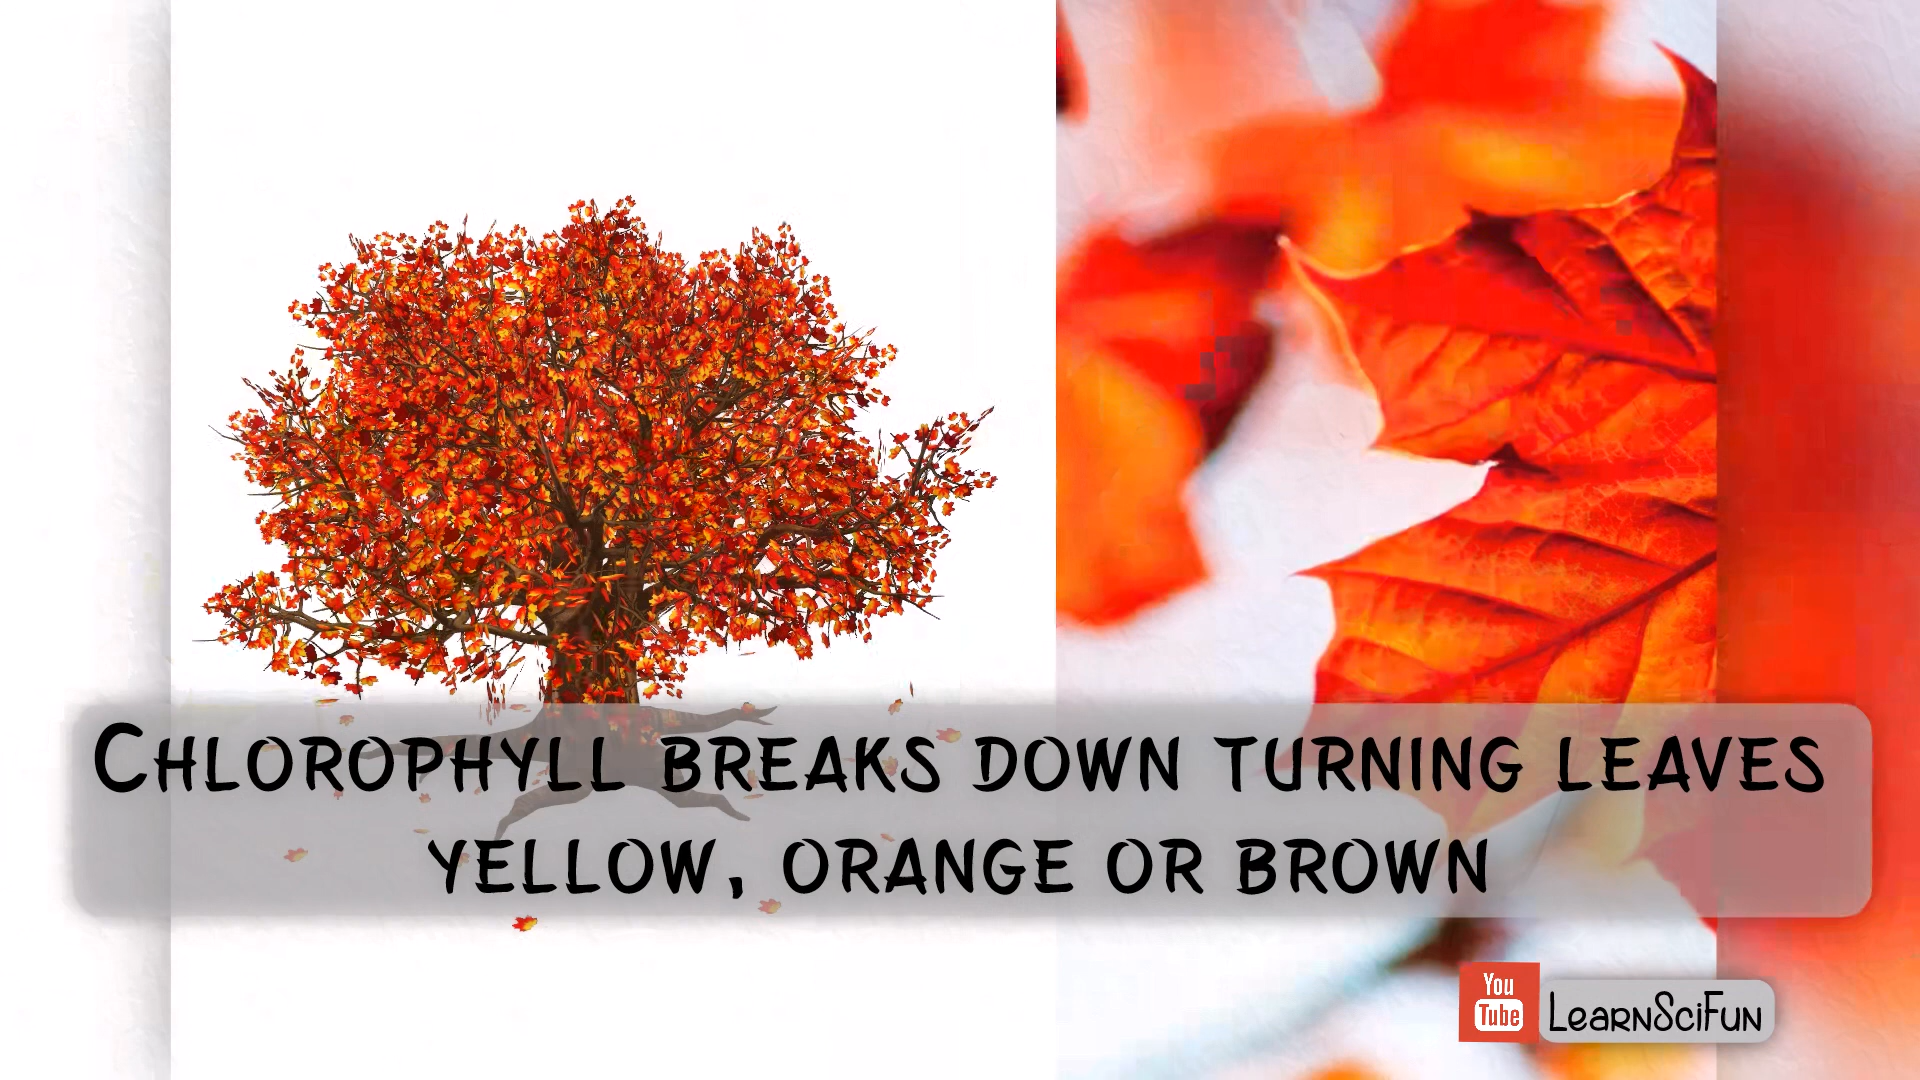 Chlorophyll breaks down turning leaves
yellow, orange or brown
You
Tube
LearnSciFun